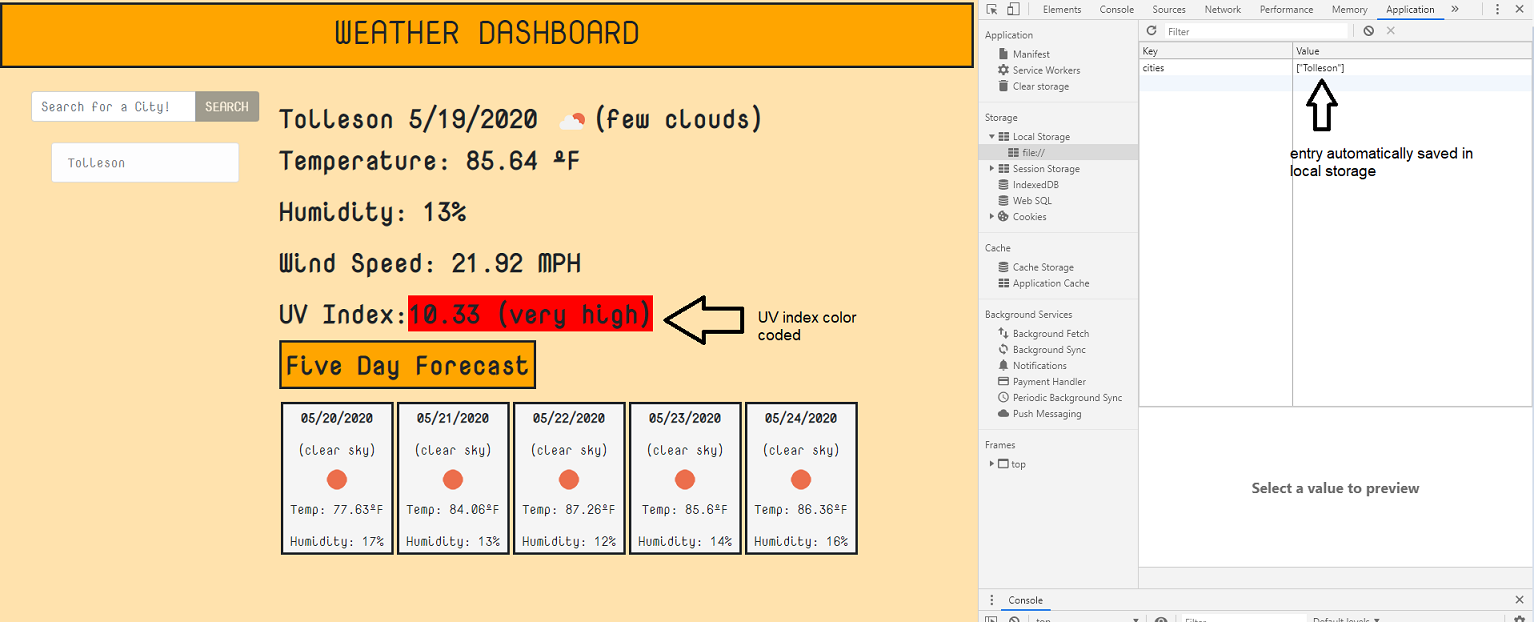 WEATHER DASHBOARD
Search for a City! SEARCH
Tolleson
Tolleson 5/19/2020 (few clouds)
Temperature: 85.64 ºF
Humidity: 13%
Wind Speed: 21.92 MPH
UV Index: 10.33 (very high)
UV index color
coded
Five Day Forecast
05/20/2020
(clear sky)
Temp: 77.63ºF
Humidity: 17%
05/21/2020
(clear sky)
Temp: 84.06ºF
Humidity: 13%
05/22/2020
(clear sky)
Temp: 87.26ºF
Humidity: 12%
05/23/2020
(clear sky)
Temp: 85.6ºF
Humidity: 14%
05/24/2020
(clear sky)
Temp: 86.36ºF
Humidity: 16%
Elements Console Sources Network Performance Memory Application »
Application
Manifest
Service Workers
Clear storage
Storage
Local Storage
file://
Session Storage
IndexedDB
Web SQL
Cookies
Cache
Cache Storage
Application Cache
Background Services
Background Fetch
Background Sync
Notifications
Payment Handler
Periodic Background Sync
Push Messaging
Frames
top
Filter
Key Value
cities ["Tolleson"]
entry automatically saved in
local storage
Select a value to preview
Console
top Filter Default levels